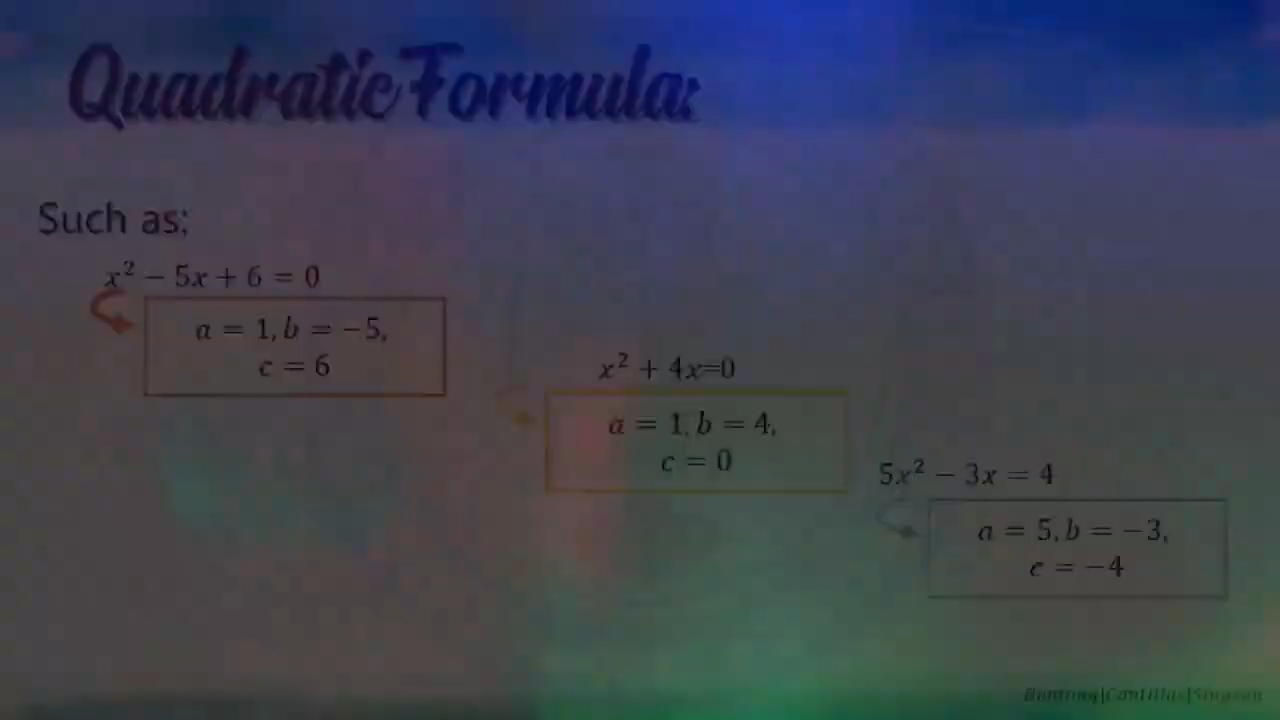 Quadratic Formula:
Such as;
x² − 5x + 6 = 0
a = 1, b = −5,
c = 6
x² + 4x=0
a = 1, b = 4,
c = 0
5x² − 3x = 4
a = 5, b = −3,
c = −4